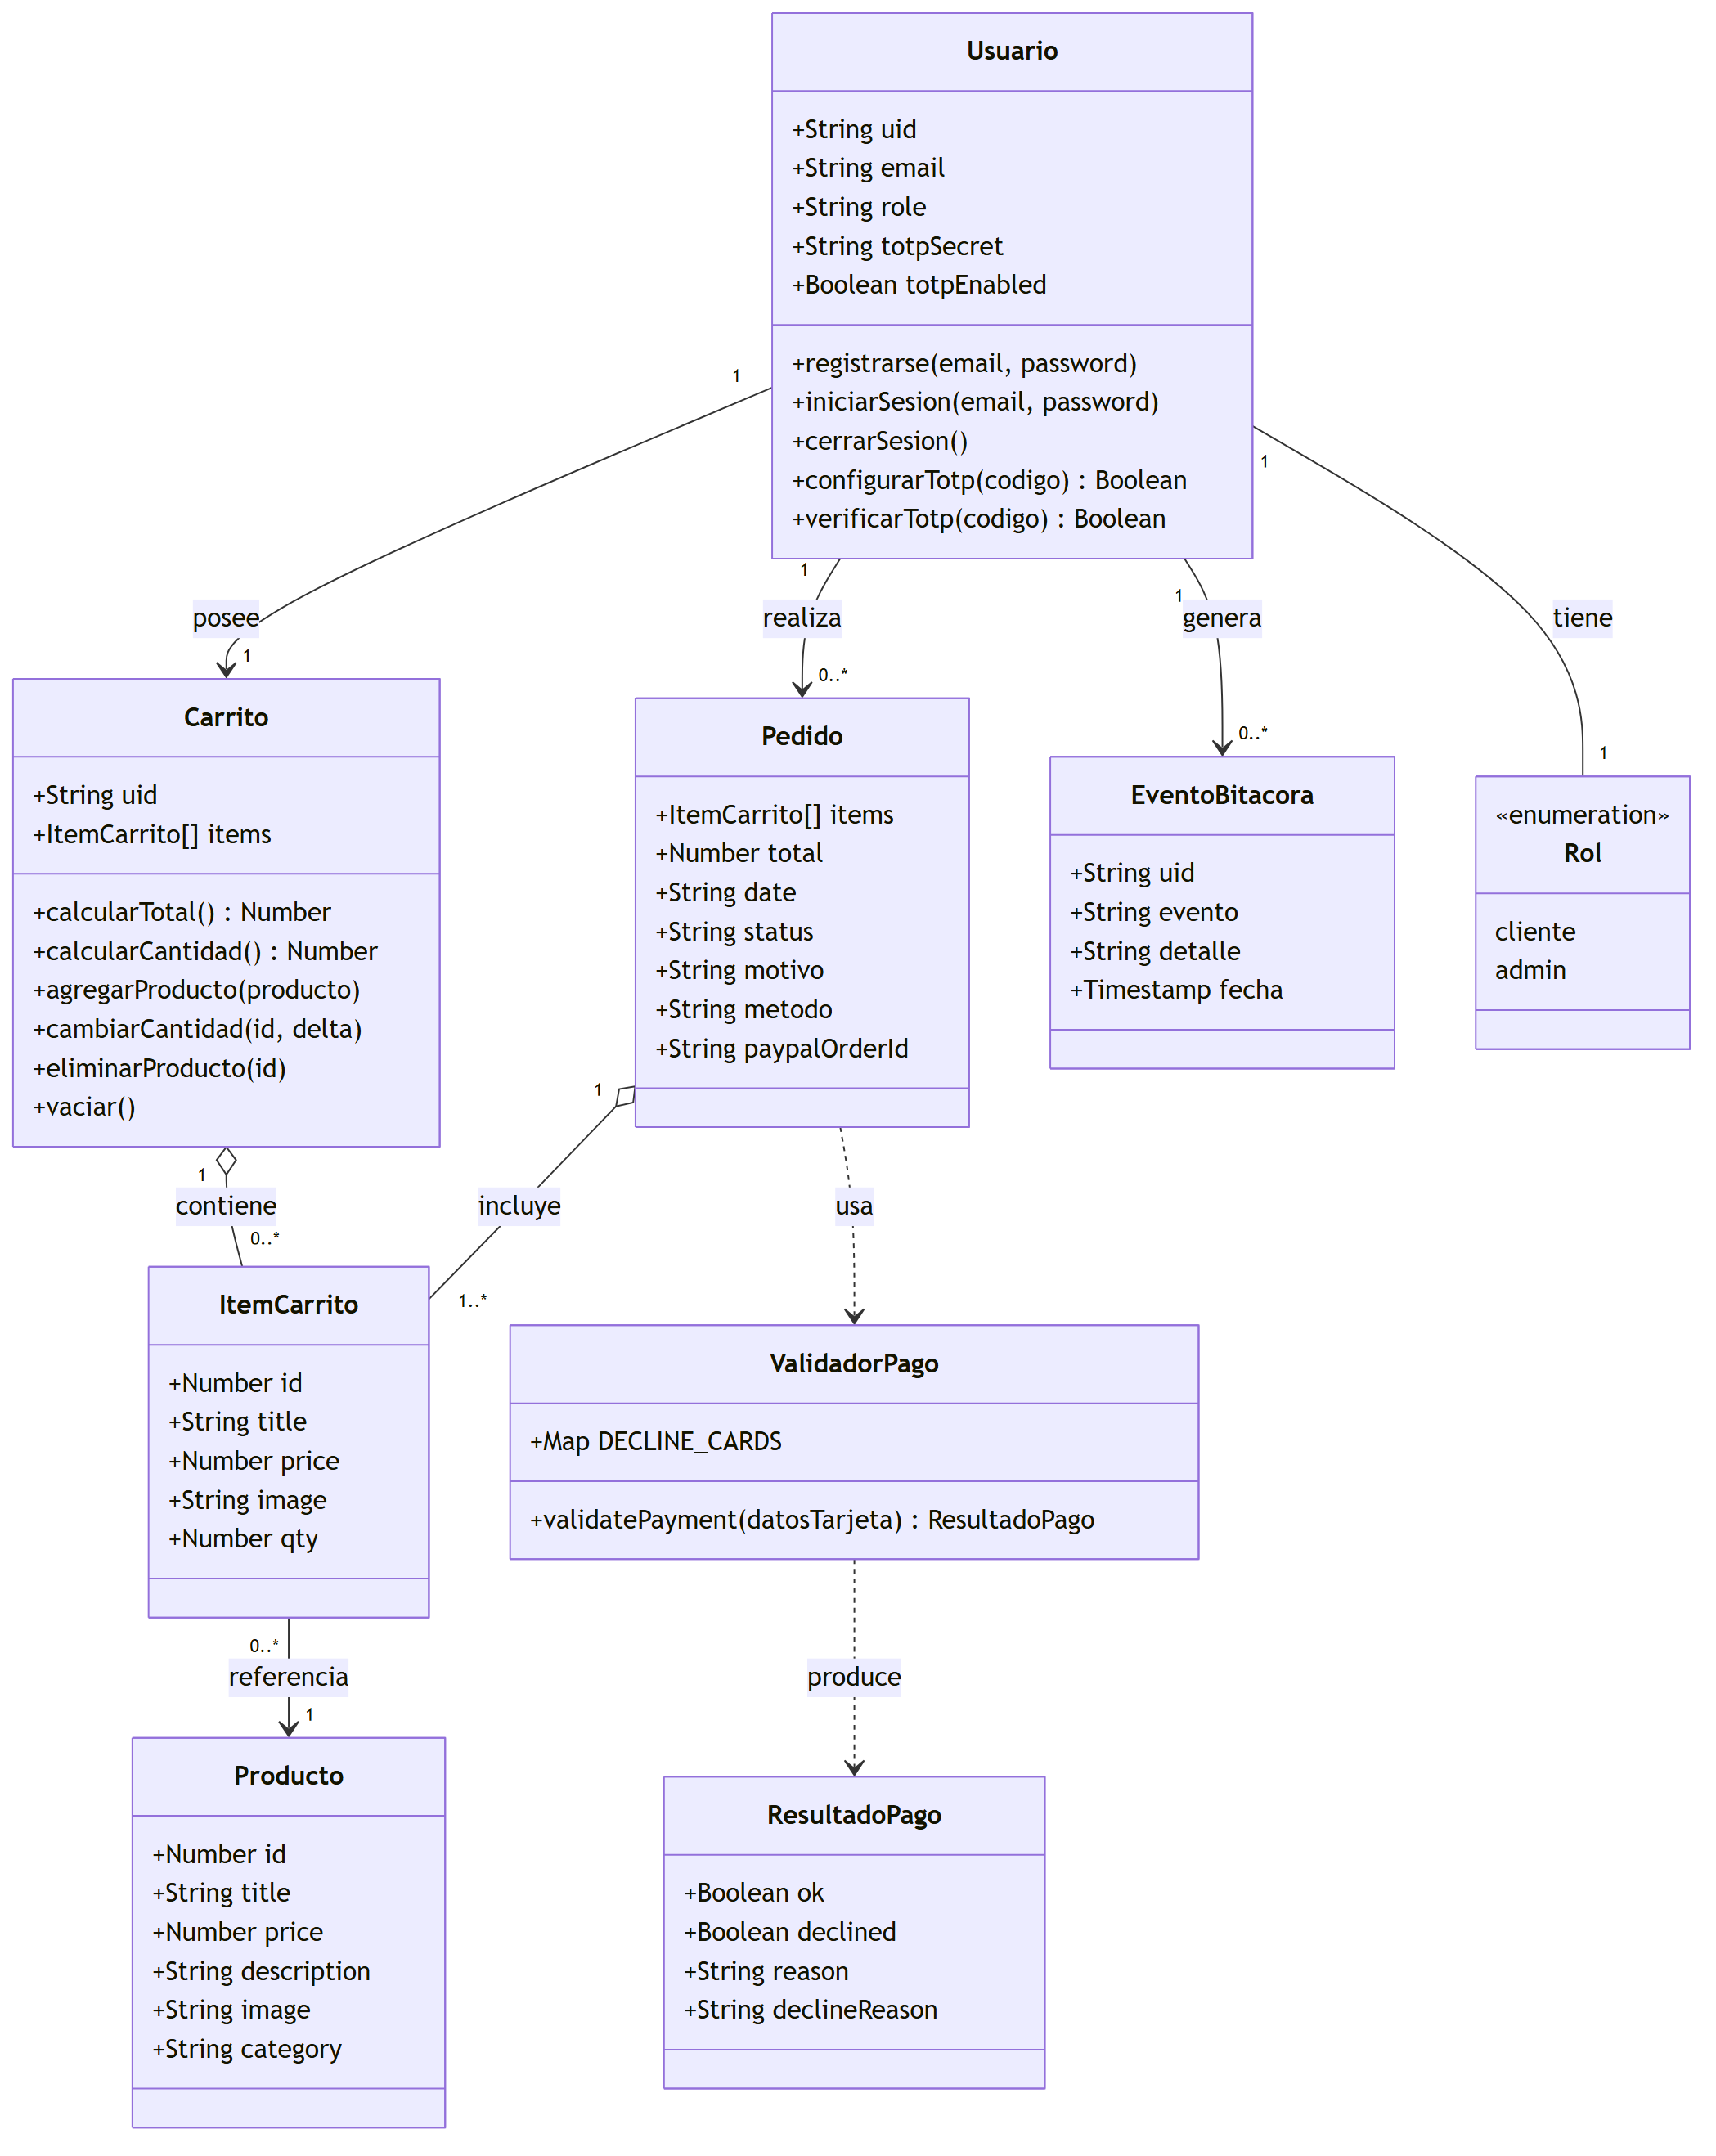 Usuario
+String uid
+String email
+String role
+String totpSecret
+Boolean totpEnabled
+registrarse(email, password)
+iniciarSesion(email, password)
+cerrarSesion()
+configurarTotp(codigo) : Boolean
+verificarTotp(codigo) : Boolean
1
1
1
1
posee
realiza
genera
tiene
1
0..*
0..*
1
Carrito
+String uid
+ItemCarrito[] items
+calcularTotal() : Number
+calcularCantidad() : Number
+agregarProducto(producto)
+cambiarCantidad(id, delta)
+eliminarProducto(id)
+vaciar()
Pedido
+ItemCarrito[] items
+Number total
+String date
+String status
+String motivo
+String metodo
+String paypalOrderId
EventoBitacora
+String uid
+String evento
+String detalle
+Timestamp fecha
«enumeration»
Rol
cliente
admin
1
contiene
0..*
1
incluye
1..*
usa
ItemCarrito
+Number id
+String title
+Number price
+String image
+Number qty
ValidadorPago
+Map DECLINE_CARDS
+validatePayment(datosTarjeta) : ResultadoPago
0..*
referencia
1
produce
Producto
+Number id
+String title
+Number price
+String description
+String image
+String category
ResultadoPago
+Boolean ok
+Boolean declined
+String reason
+String declineReason